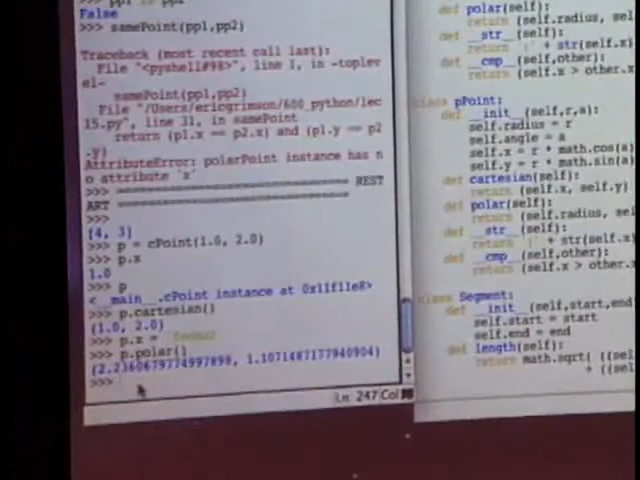 >>> pp1 is pp2
False
>>> samePoint(pp1,pp2)
Traceback (most recent call last):
File "<pyshell#98>", line 1, in -toplev
el-
samePoint(pp1,pp2)
File "/Users/ericgrimson/600_python/lec
15.py", line 31, in samePoint
return (p1.x == p2.x) and (p1.y == p2
.y)
AttributeError: polarPoint instance has n
o attribute 'x'
>>> ================================ REST
ART ================================
>>>
[4, 3]
>>> p = cPoint(1.0, 2.0)
>>> p.x
1.0
>>> p
<__main__.cPoint instance at 0x11f11e8>
>>> p.cartesian()
(1.0, 2.0)
>>> p.z =
>>> p.polar()
(2.2360679774997898, 1.1071487177940904)
>>>
Ln: 247 Col
def polar(self):
return (self.radius, sel
def __str__(self):
return '(' + str(self.x)
def __cmp__(self,other):
return (self.x > other.x
class pPoint:
def __init__(self,r,a):
self.radius = r
self.angle = a
self.x = r * math.cos(a)
self.y = r * math.sin(a)
def cartesian(self):
return (self.x, self.y)
def polar(self):
return (self.radius, sel
def __str__(self):
return '(' + str(self.x
def __cmp__(self,other):
return (self.x > other.
class Segment:
def __init__(self,start,end
self.start = start
self.end = end
def length(self):
return math.sqrt( ((sel
+ ((sel